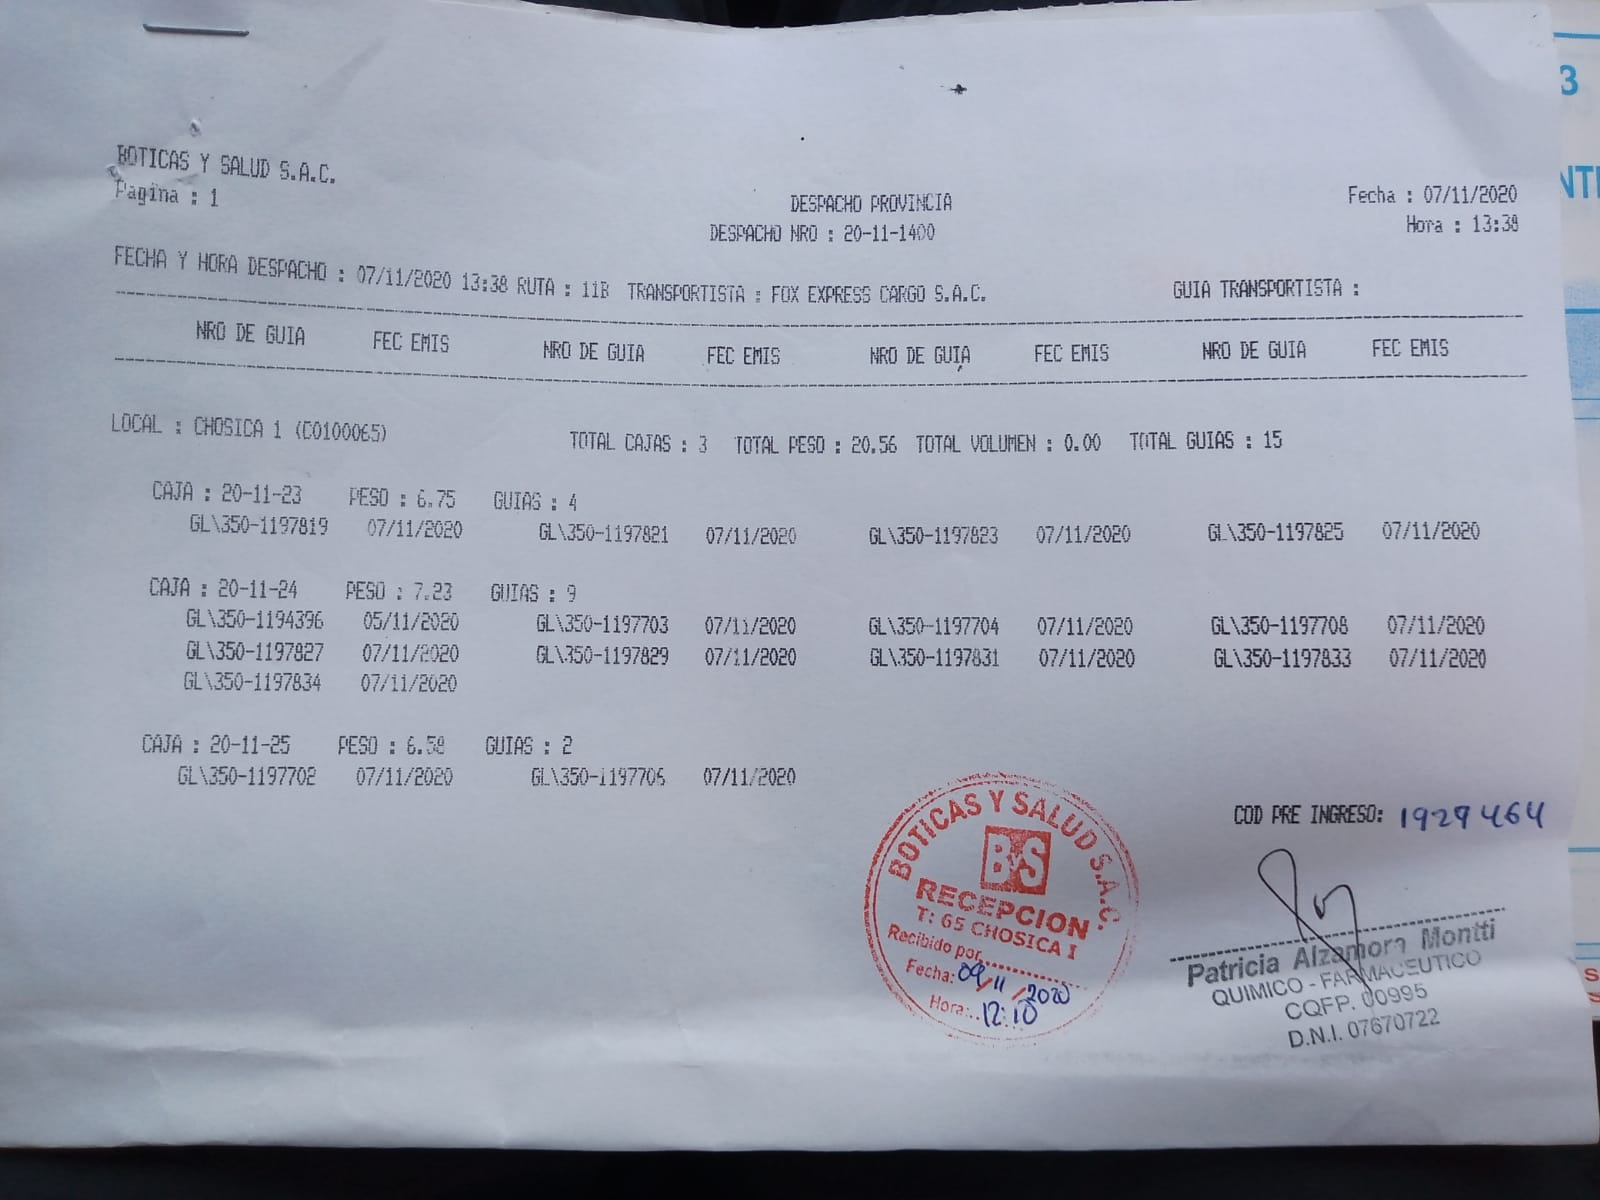 BOTICAS Y SALUD S.A.C.
Pagina : 1
DESPACHO PROVINCIA
Fecha : 07/11/2020
DESPACHO NRO : 20-11-1400
Hora : 13:38
FECHA Y HORA DESPACHO : 07/11/2020 13:38 RUTA : 11B TRANSPORTISTA : FOX EXPRESS CARGO S.A.C. GUIA TRANSPORTISTA :
NRO DE GUIA FEC EMIS NRO DE GUIA FEC EMIS NRO DE GUIA FEC EMIS NRO DE GUIA FEC EMIS
LOCAL : CHOSICA 1 (C0100065) TOTAL CAJAS : 3 TOTAL PESO : 20.56 TOTAL VOLUMEN : 0.00 TOTAL GUIAS : 15
CAJA : 20-11-23 PESO : 6.75 GUIAS : 4
GL\350-1197819 07/11/2020 GL\350-1197821 07/11/2020 GL\350-1197823 07/11/2020 GL\350-1197825 07/11/2020
CAJA : 20-11-24 PESO : 7.23 GUIAS : 9
GL\350-1194396 05/11/2020 GL\350-1197703 07/11/2020 GL\350-1197704 07/11/2020 GL\350-1197708 07/11/2020
GL\350-1197827 07/11/2020 GL\350-1197829 07/11/2020 GL\350-1197831 07/11/2020 GL\350-1197833 07/11/2020
GL\350-1197834 07/11/2020
CAJA : 20-11-25 PESO : 6.58 GUIAS : 2
GL\350-1197702 07/11/2020 GL\350-1197706 07/11/2020
COD PRE INGRESO: 1929464
BOTICAS Y SALUD S.A.C.
ByS
RECEPCION
T: 65 CHOSICA I
Recibido por
Fecha: 09/11/2020
Hora: 12:10
Patricia Alzamora Montti
QUIMICO - FARMACEUTICO
CQFP. 00995
D.N.I. 07670722
3